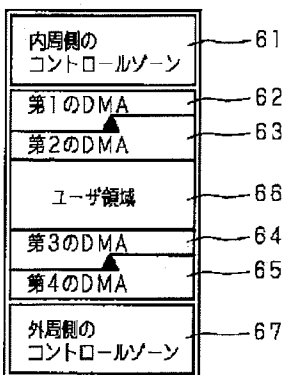 内周側の
コントロールゾーン
61
第1のDMA
62
第2のDMA
63
ユーザ領域
66
第3のDMA
64
第4のDMA
65
外周側の
コントロールゾーン
67